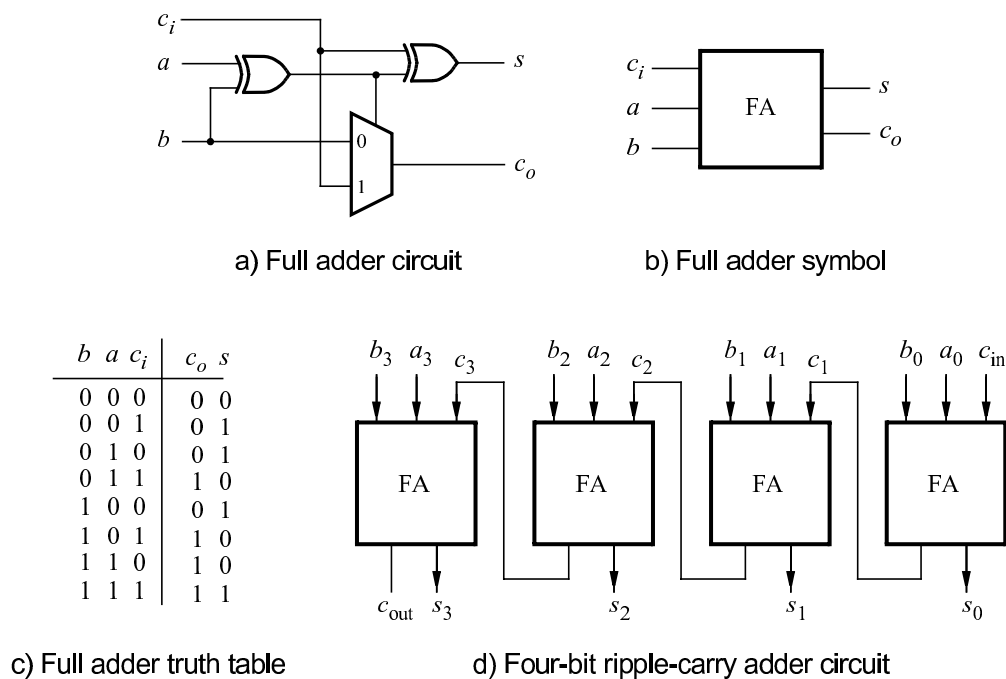 c_i
a
b
0
1
s
c_o
a) Full adder circuit
c_i
a
b
FA
s
c_o
b) Full adder symbol
b a c_i c_o s
0 0 0 0 0
0 0 1 0 1
0 1 0 0 1
0 1 1 1 0
1 0 0 0 1
1 0 1 1 0
1 1 0 1 0
1 1 1 1 1
c) Full adder truth table
b_3 a_3 c_3 b_2 a_2 c_2 b_1 a_1 c_1 b_0 a_0 c_in
FA FA FA FA
c_out s_3 s_2 s_1 s_0
d) Four-bit ripple-carry adder circuit